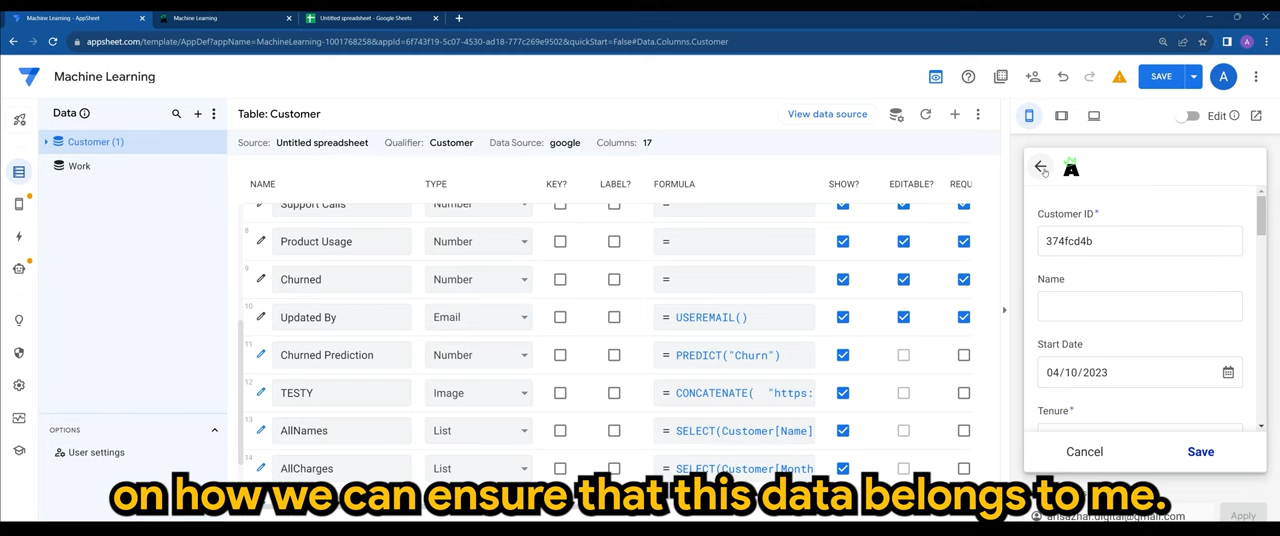 Machine Learning - AppSheet
Machine Learning
Untitled spreadsheet - Google Sheets
appsheet.com/template/AppDef?appName=MachineLearning-1001768258&appId=6f743f19-5c07-4530-ad18-777c269e9502&quickStart=False#Data.Columns.Customer
A
Machine Learning
SAVE
A
Data
Table: Customer
View data source
Edit
Customer (1)
Source: Untitled spreadsheet Qualifier: Customer Data Source: google Columns: 17
Work
NAME TYPE KEY? LABEL? FORMULA SHOW? EDITABLE? REQU
Support Calls Number =
8 Product Usage Number =
9 Churned Number =
10 Updated By Email = USEREMAIL()
11 Churned Prediction Number = PREDICT("Churn")
12 TESTY Image = CONCATENATE( "https:
13 AllNames List = SELECT(Customer[Name]
14 AllCharges List = SELECT(Customer[Month
OPTIONS
User settings
A
Customer ID*
374fcd4b
Name
Start Date
04/10/2023
Tenure*
Cancel Save
Apply
on how we can ensure that this data belongs to me.